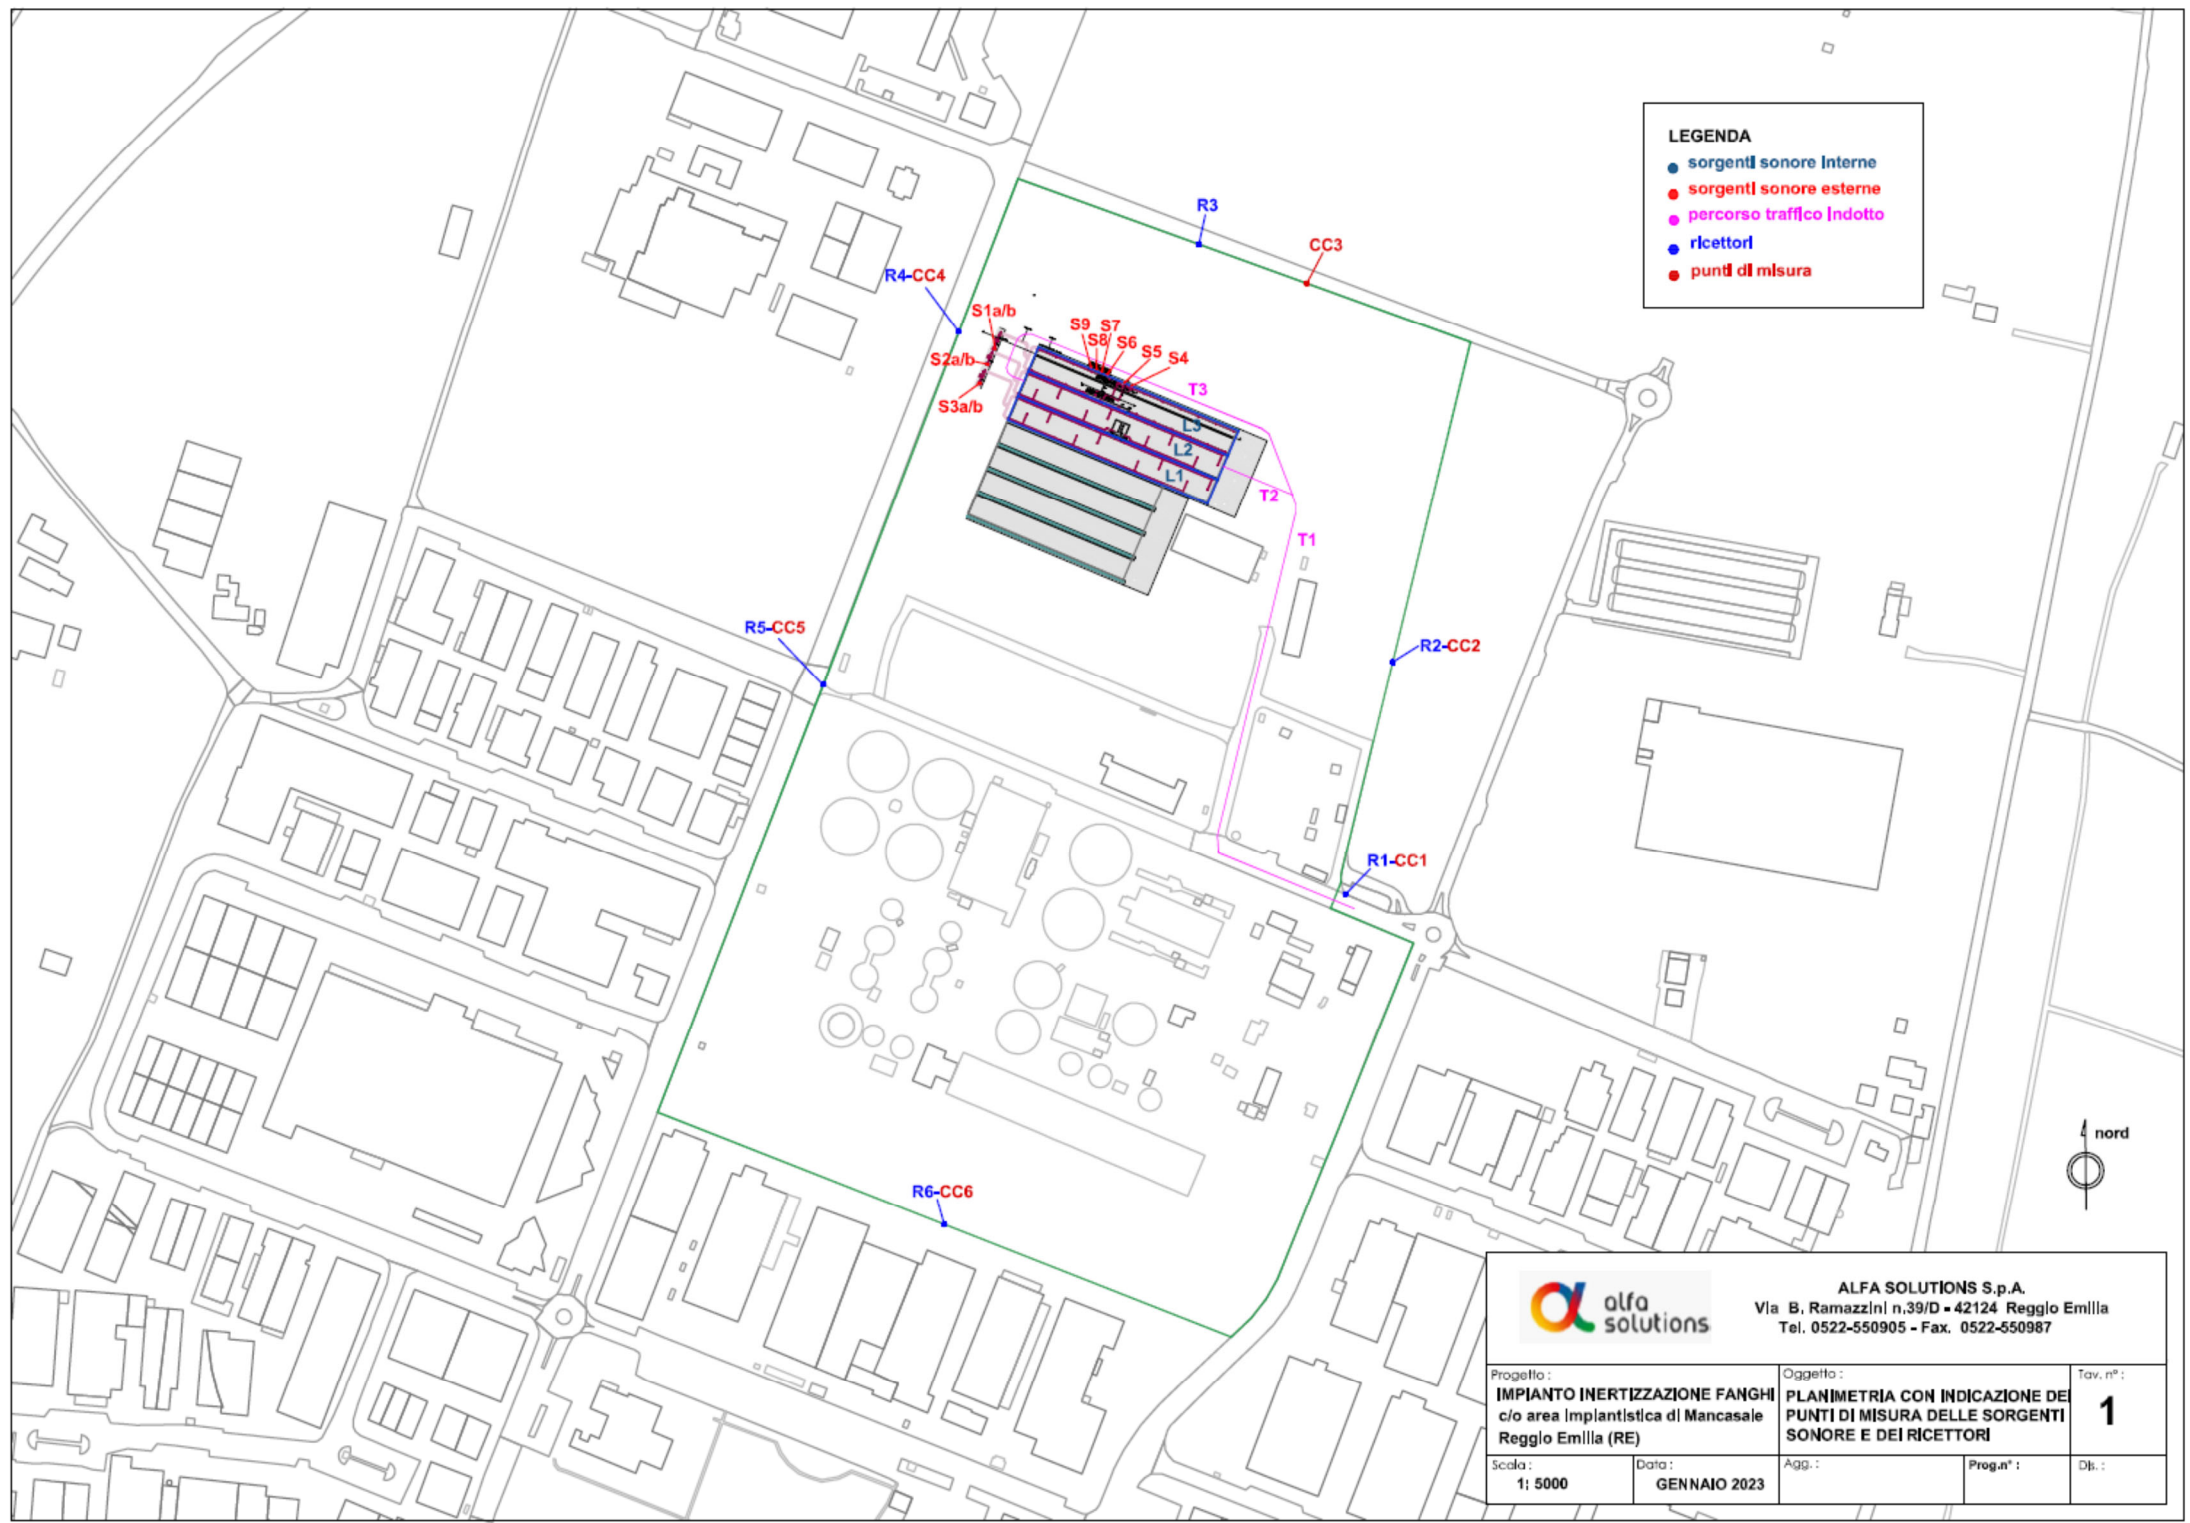 LEGENDA
sorgenti sonore interne
sorgenti sonore esterne
percorso traffico indotto
ricettori
punti di misura
R3
CC3
R4-CC4
S1a/b
S2a/b
S3a/b
S9
S8
S7
S6
S5
S4
T3
L3
L2
L1
T2
T1
R5-CC5
R2-CC2
R1-CC1
R6-CC6
nord
alfa
solutions
ALFA SOLUTIONS S.p.A.
Via B. Ramazzini n.39/D - 42124 Reggio Emilia
Tel. 0522-550905 - Fax. 0522-550987
Progetto :
IMPIANTO INERTIZZAZIONE FANGHI
c/o area impiantistica di Mancasale
Reggio Emilia (RE)
Oggetto :
PLANIMETRIA CON INDICAZIONE DEI
PUNTI DI MISURA DELLE SORGENTI
SONORE E DEI RICETTORI
Tav. n° :
1
Scala :
1: 5000
Data :
GENNAIO 2023
Agg. :
Prog.n° :
Dis. :